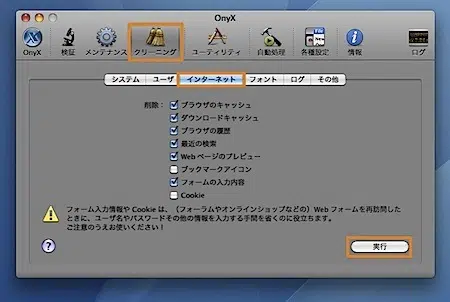 OnyX
OnyX 検証 メンテナンス クリーニング ユーティリティ 自動処理 各種設定 情報 ログ
システム ユーザ インターネット フォント ログ その他
削除: ブラウザのキャッシュ
ダウンロードキャッシュ
ブラウザの履歴
最近の検索
Web ページのプレビュー
ブックマークアイコン
フォームの入力内容
Cookie
フォーム入力情報や Cookie は、（フォーラムやオンラインショップなどの）Web フォームを再訪問した
ときに、ユーザ名やパスワードその他の情報を入力する手間を省くのに役立ちます。
ご注意のうえお使いください！
実行